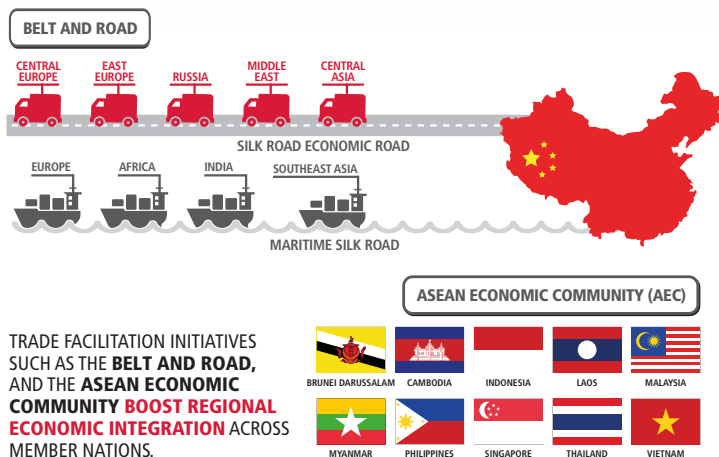 BELT AND ROAD
CENTRAL
EUROPE
EAST
EUROPE
RUSSIA
MIDDLE
EAST
CENTRAL
ASIA
SILK ROAD ECONOMIC ROAD
EUROPE
AFRICA
INDIA
SOUTHEAST ASIA
MARITIME SILK ROAD
ASEAN ECONOMIC COMMUNITY (AEC)
TRADE FACILITATION INITIATIVES
SUCH AS THE BELT AND ROAD,
AND THE ASEAN ECONOMIC
COMMUNITY BOOST REGIONAL
ECONOMIC INTEGRATION ACROSS
MEMBER NATIONS.
BRUNEI DARUSSALAM
CAMBODIA
INDONESIA
LAOS
MALAYSIA
MYANMAR
PHILIPPINES
SINGAPORE
THAILAND
VIETNAM